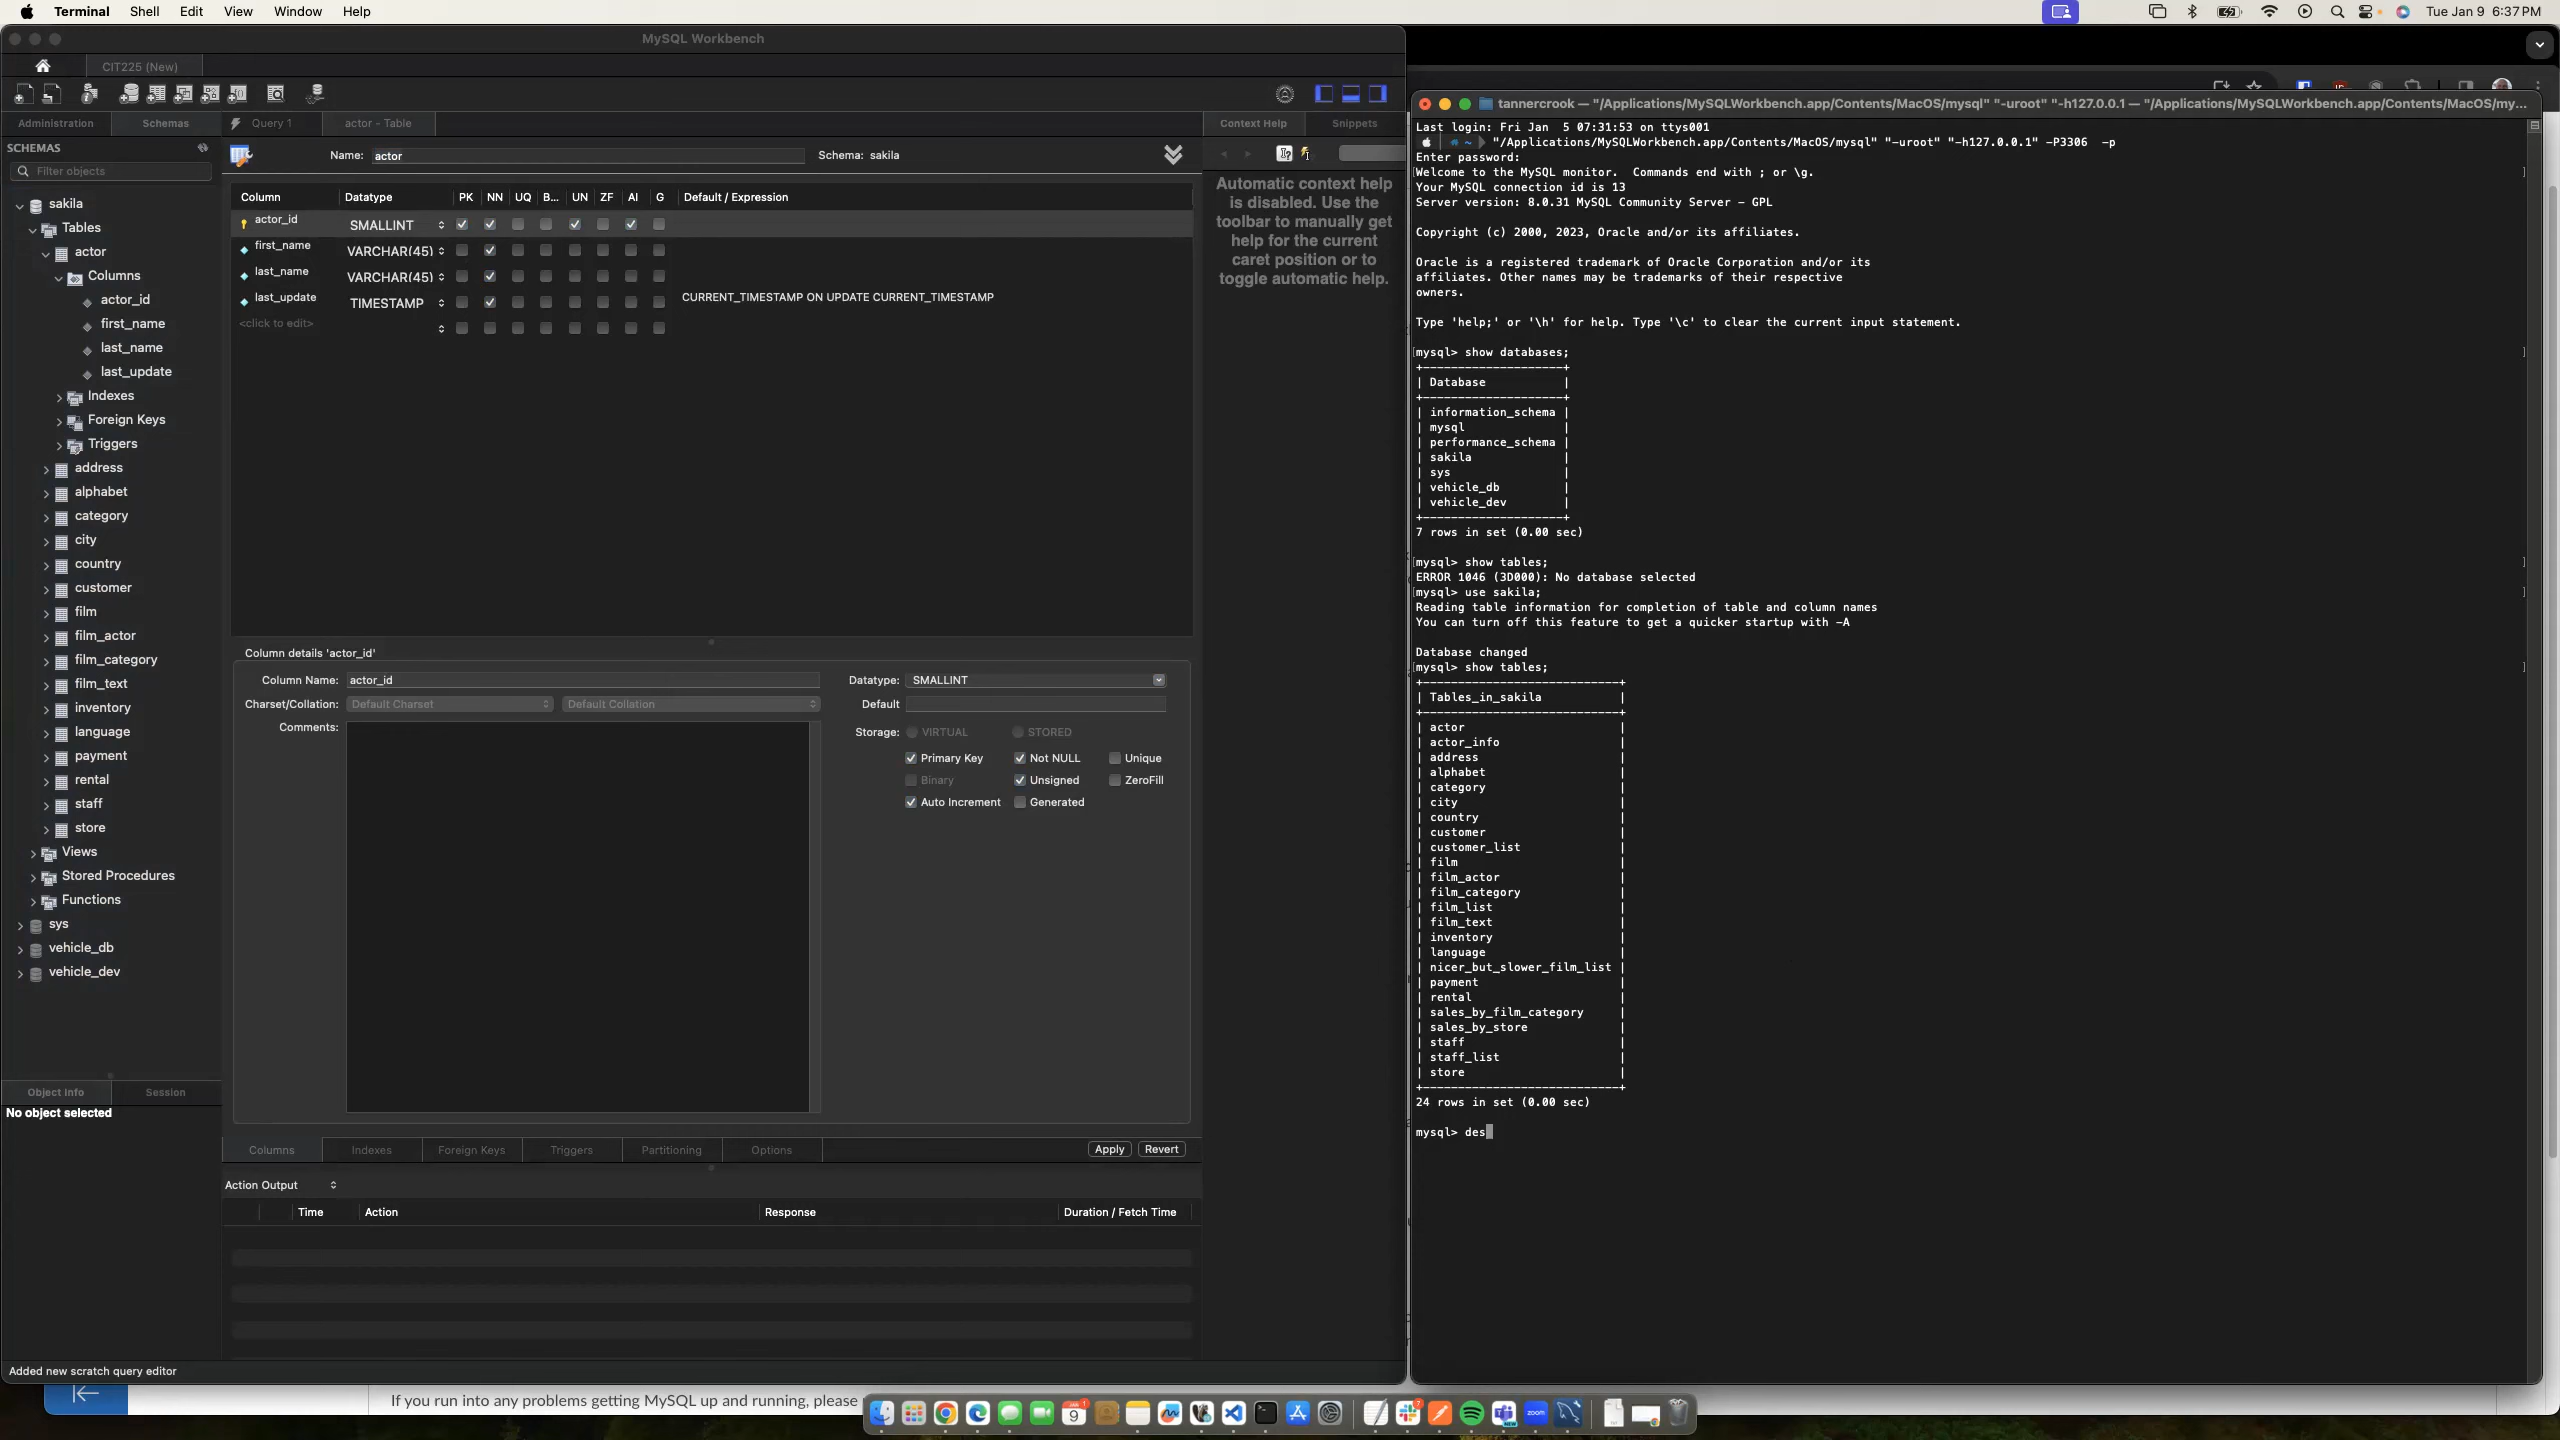 Terminal Shell Edit View Window Help
Tue Jan 9 6:37 PM
MySQL Workbench
CIT225 (New)
Administration Schemas
Query 1 actor - Table
Context Help Snippets
SCHEMAS
Filter objects
sakila
Tables
actor
Columns
actor_id
first_name
last_name
last_update
Indexes
Foreign Keys
Triggers
address
alphabet
category
city
country
customer
film
film_actor
film_category
film_text
inventory
language
payment
rental
staff
store
Views
Stored Procedures
Functions
sys
vehicle_db
vehicle_dev
Object Info Session
No object selected
Name: actor Schema: sakila
Column Datatype PK NN UQ B... UN ZF AI G Default / Expression
actor_id SMALLINT
first_name VARCHAR(45)
last_name VARCHAR(45)
last_update TIMESTAMP CURRENT_TIMESTAMP ON UPDATE CURRENT_TIMESTAMP
<click to edit>
Automatic context help
is disabled. Use the
toolbar to manually get
help for the current
caret position or to
toggle automatic help.
Column details 'actor_id'
Column Name: actor_id Datatype: SMALLINT
Charset/Collation: Default Charset Default Collation Default
Comments: Storage: VIRTUAL STORED
Primary Key Not NULL Unique
Binary Unsigned ZeroFill
Auto Increment Generated
Columns Indexes Foreign Keys Triggers Partitioning Options Apply Revert
Action Output
Time Action Response Duration / Fetch Time
Added new scratch query editor
If you run into any problems getting MySQL up and running, please
tannercrook — "/Applications/MySQLWorkbench.app/Contents/MacOS/mysql" "-uroot" "-h127.0.0.1 — "/Applications/MySQLWorkbench.app/Contents/MacOS/my...
Last login: Fri Jan  5 07:31:53 on ttys001
~ "/Applications/MySQLWorkbench.app/Contents/MacOS/mysql" "-uroot" "-h127.0.0.1" -P3306  -p
Enter password:
Welcome to the MySQL monitor.  Commands end with ; or \g.
Your MySQL connection id is 13
Server version: 8.0.31 MySQL Community Server - GPL
Copyright (c) 2000, 2023, Oracle and/or its affiliates.
Oracle is a registered trademark of Oracle Corporation and/or its
affiliates. Other names may be trademarks of their respective
owners.
Type 'help;' or '\h' for help. Type '\c' to clear the current input statement.
mysql> show databases;
+--------------------+
| Database           |
+--------------------+
| information_schema |
| mysql              |
| performance_schema |
| sakila             |
| sys                |
| vehicle_db         |
| vehicle_dev        |
+--------------------+
7 rows in set (0.00 sec)
mysql> show tables;
ERROR 1046 (3D000): No database selected
mysql> use sakila;
Reading table information for completion of table and column names
You can turn off this feature to get a quicker startup with -A
Database changed
mysql> show tables;
+----------------------------+
| Tables_in_sakila           |
+----------------------------+
| actor                      |
| actor_info                 |
| address                    |
| alphabet                   |
| category                   |
| city                       |
| country                    |
| customer                   |
| customer_list              |
| film                       |
| film_actor                 |
| film_category              |
| film_list                  |
| film_text                  |
| inventory                  |
| language                   |
| nicer_but_slower_film_list |
| payment                    |
| rental                     |
| sales_by_film_category     |
| sales_by_store             |
| staff                      |
| staff_list                 |
| store                      |
+----------------------------+
24 rows in set (0.00 sec)
mysql> des